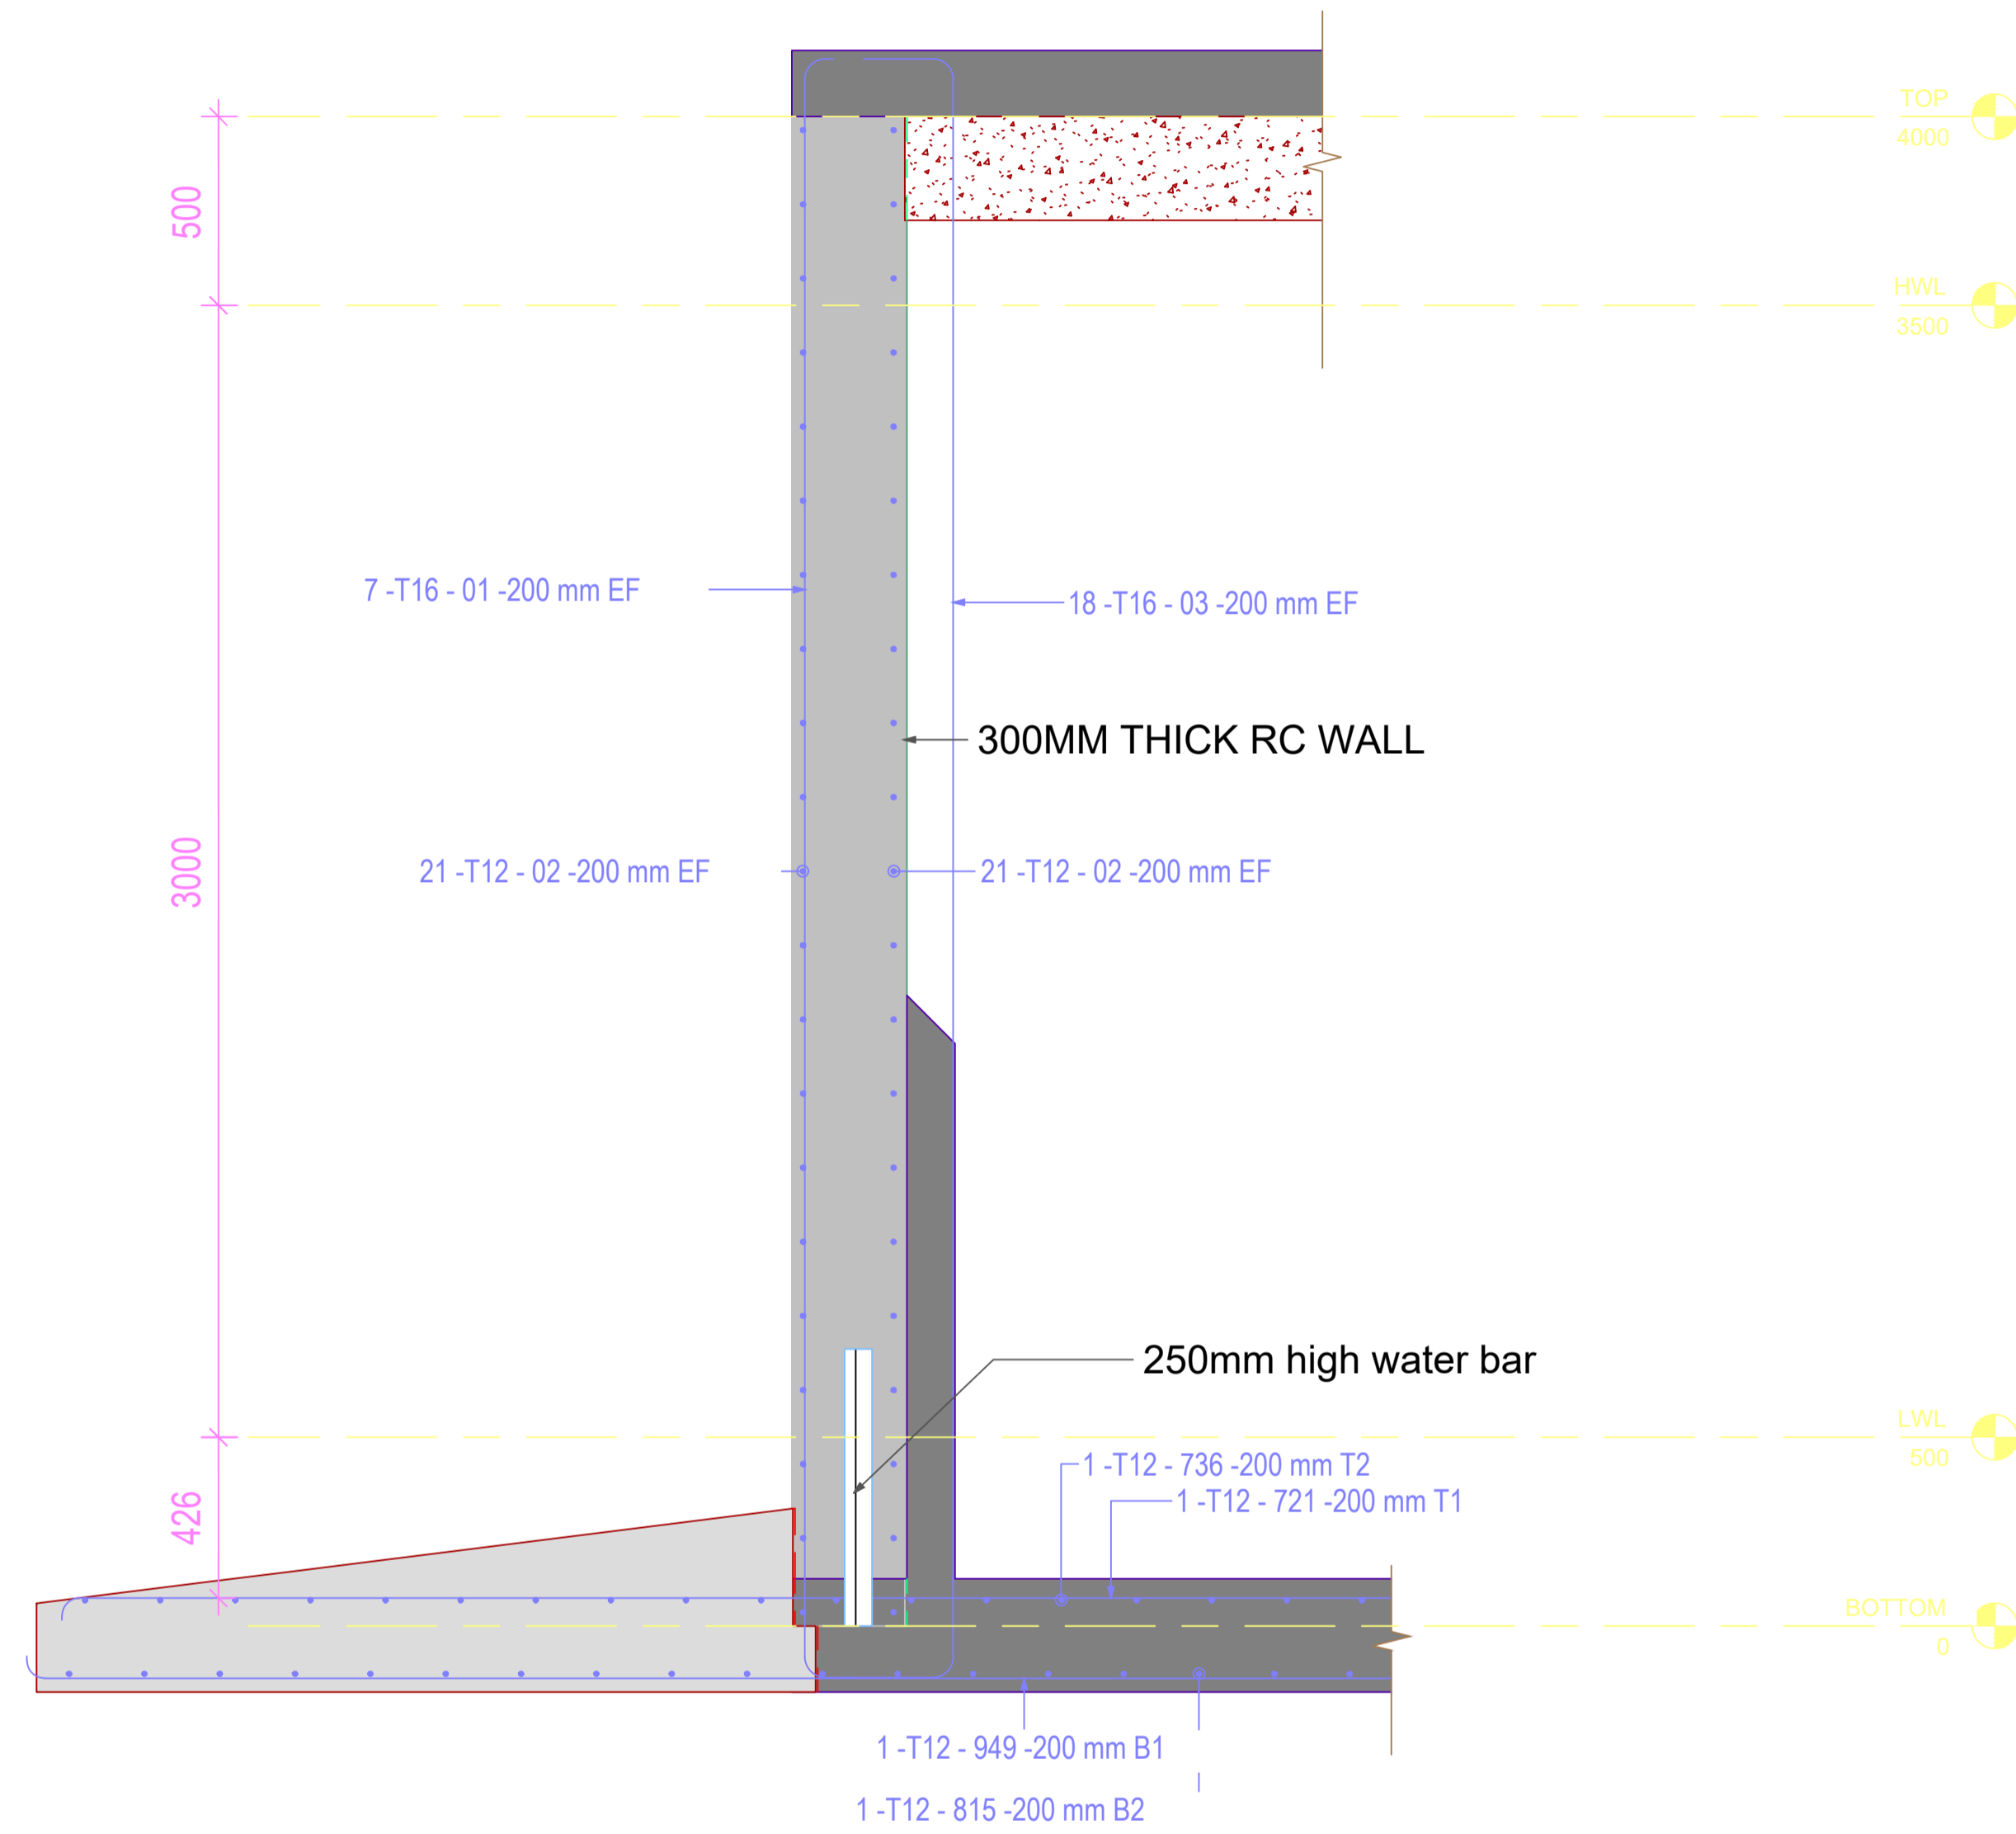 TOP
4000
500
HWL
3500
7 -T16 - 01 -200 mm EF
18 -T16 - 03 -200 mm EF
300MM THICK RC WALL
3000
21 -T12 - 02 -200 mm EF
21 -T12 - 02 -200 mm EF
250mm high water bar
LWL
500
1 -T12 - 736 -200 mm T2
1 -T12 - 721 -200 mm T1
426
BOTTOM
0
1 -T12 - 949 -200 mm B1
1 -T12 - 815 -200 mm B2